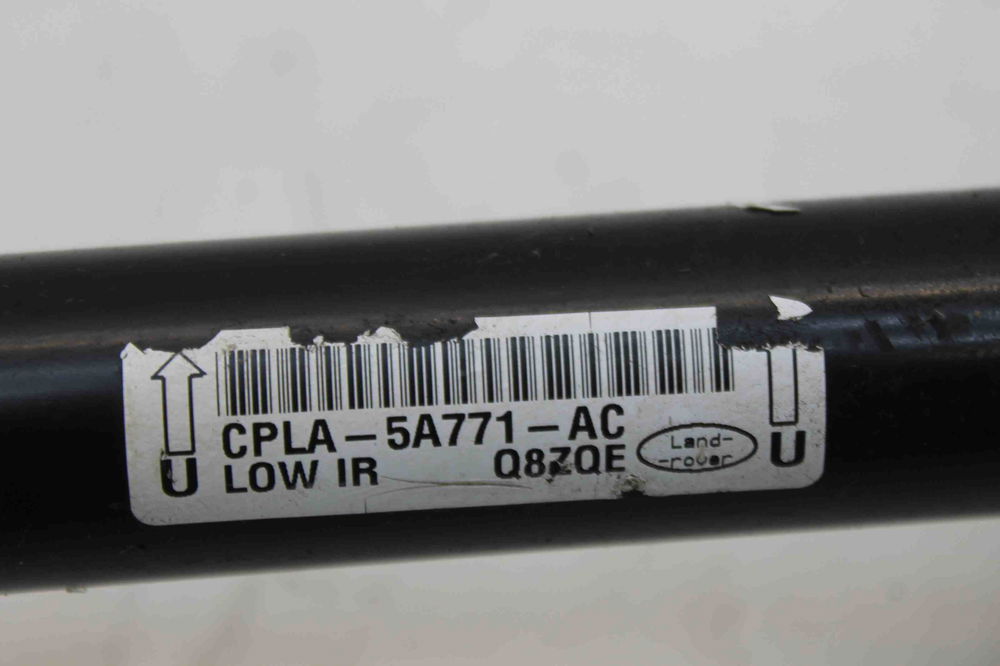 CPLA-5A771-AC
U LOW IR Q8ZQE Land-rover U